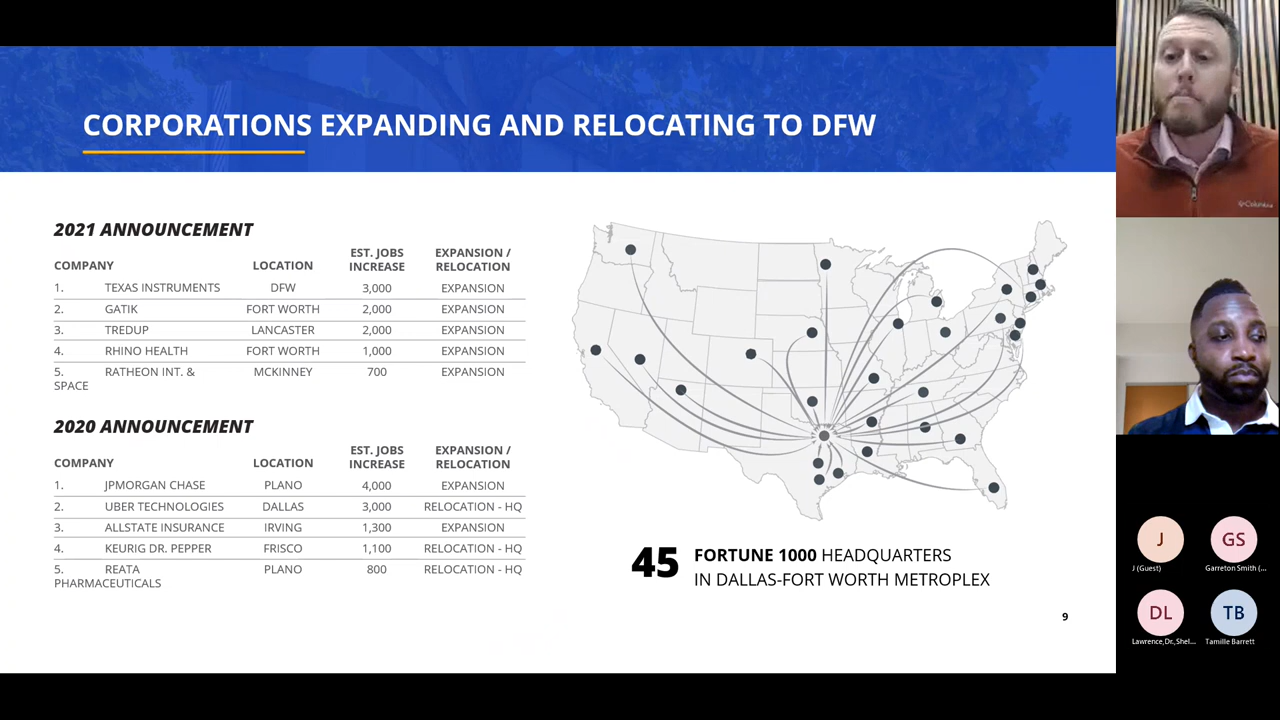 CORPORATIONS EXPANDING AND RELOCATING TO DFW
2021 ANNOUNCEMENT
COMPANY LOCATION EST. JOBS INCREASE EXPANSION / RELOCATION
1. TEXAS INSTRUMENTS DFW 3,000 EXPANSION
2. GATIK FORT WORTH 2,000 EXPANSION
3. TREDUP LANCASTER 2,000 EXPANSION
4. RHINO HEALTH FORT WORTH 1,000 EXPANSION
5. RATHEON INT. & SPACE MCKINNEY 700 EXPANSION
2020 ANNOUNCEMENT
COMPANY LOCATION EST. JOBS INCREASE EXPANSION / RELOCATION
1. JPMORGAN CHASE PLANO 4,000 EXPANSION
2. UBER TECHNOLOGIES DALLAS 3,000 RELOCATION - HQ
3. ALLSTATE INSURANCE IRVING 1,300 EXPANSION
4. KEURIG DR. PEPPER FRISCO 1,100 RELOCATION - HQ
5. REATA PHARMACEUTICALS PLANO 800 RELOCATION - HQ
45 FORTUNE 1000 HEADQUARTERS
IN DALLAS-FORT WORTH METROPLEX
9
Columbia
J
J (Guest)
GS
Garreton Smith (...
DL
Lawrence,Dr.,Shel...
TB
Tamille Barrett